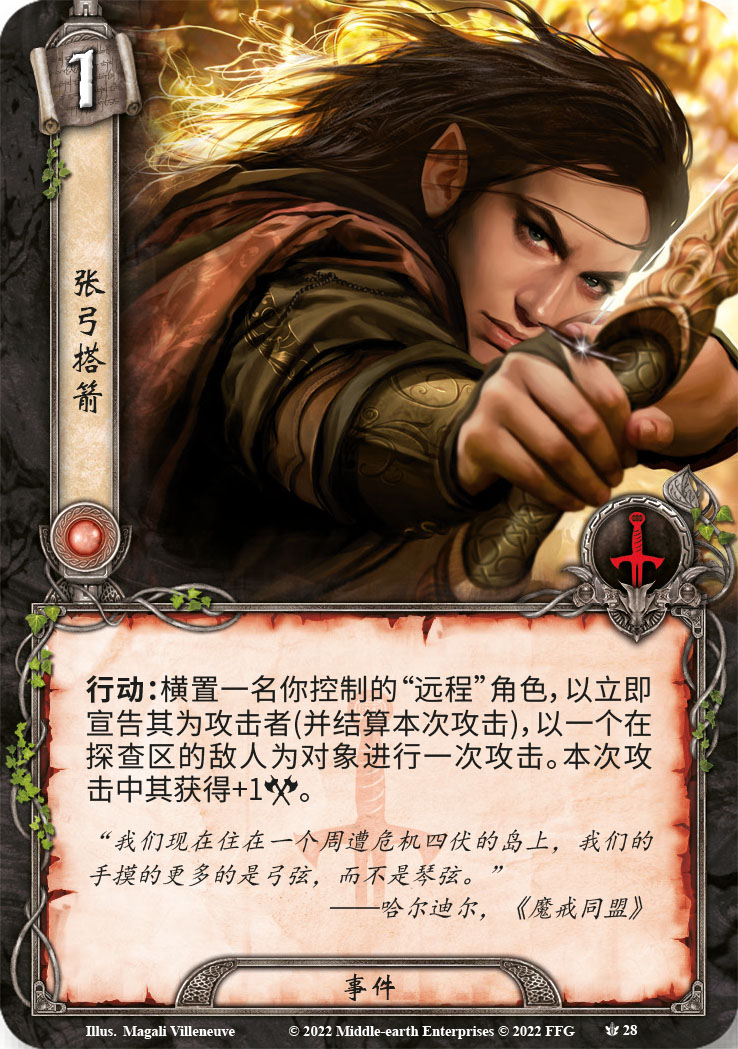 1
张弓搭箭
行动：横置一名你控制的“远程”角色，以立即
宣告其为攻击者(并结算本次攻击)，以一个在
探查区的敌人为对象进行一次攻击。本次攻
击中其获得+1。
“我们现在住在一个周遭危机四伏的岛上，我们的
手摸的更多的是弓弦，而不是琴弦。”
——哈尔迪尔，《魔戒同盟》
事件
Illus. Magali Villeneuve © 2022 Middle-earth Enterprises © 2022 FFG 28